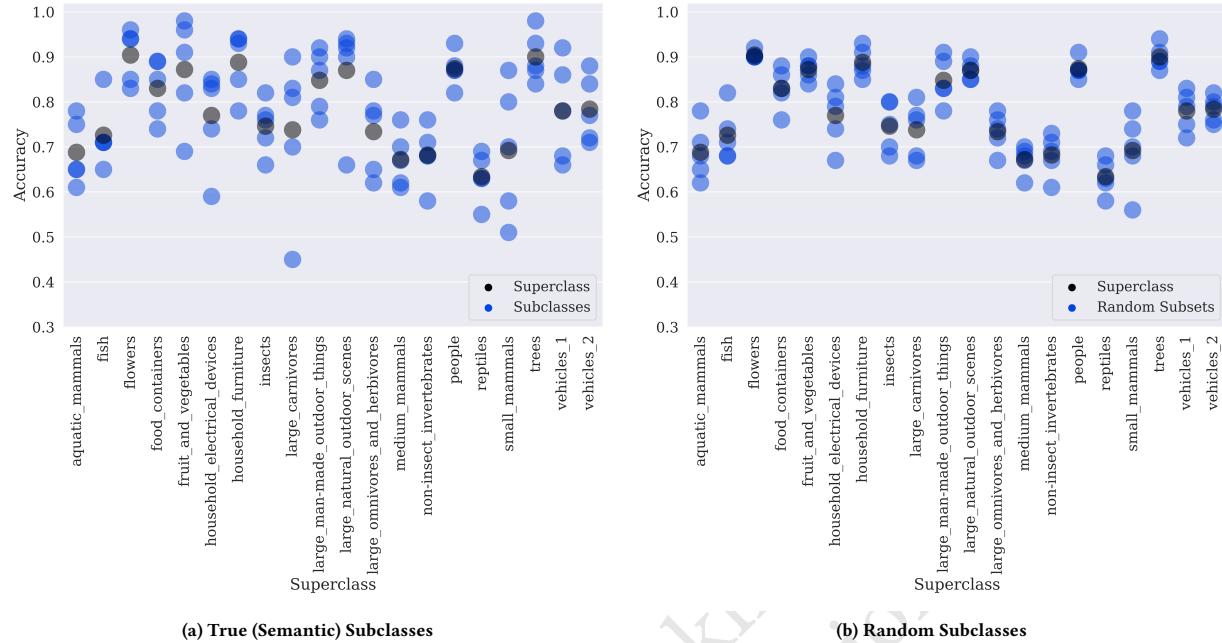 1.0
0.9
0.8
0.7
0.6
0.5
0.4
0.3
Accuracy
Superclass
Subclasses
aquatic_mammals
fish
flowers
food_containers
fruit_and_vegetables
household_electrical_devices
household_furniture
insects
large_carnivores
large_man-made_outdoor_things
large_natural_outdoor_scenes
large_omnivores_and_herbivores
medium_mammals
non-insect_invertebrates
people
reptiles
small_mammals
trees
vehicles_1
vehicles_2
Superclass
(a) True (Semantic) Subclasses
1.0
0.9
0.8
0.7
0.6
0.5
0.4
0.3
Accuracy
Superclass
Random Subsets
aquatic_mammals
fish
flowers
food_containers
fruit_and_vegetables
household_electrical_devices
household_furniture
insects
large_carnivores
large_man-made_outdoor_things
large_natural_outdoor_scenes
large_omnivores_and_herbivores
medium_mammals
non-insect_invertebrates
people
reptiles
small_mammals
trees
vehicles_1
vehicles_2
Superclass
(b) Random Subclasses